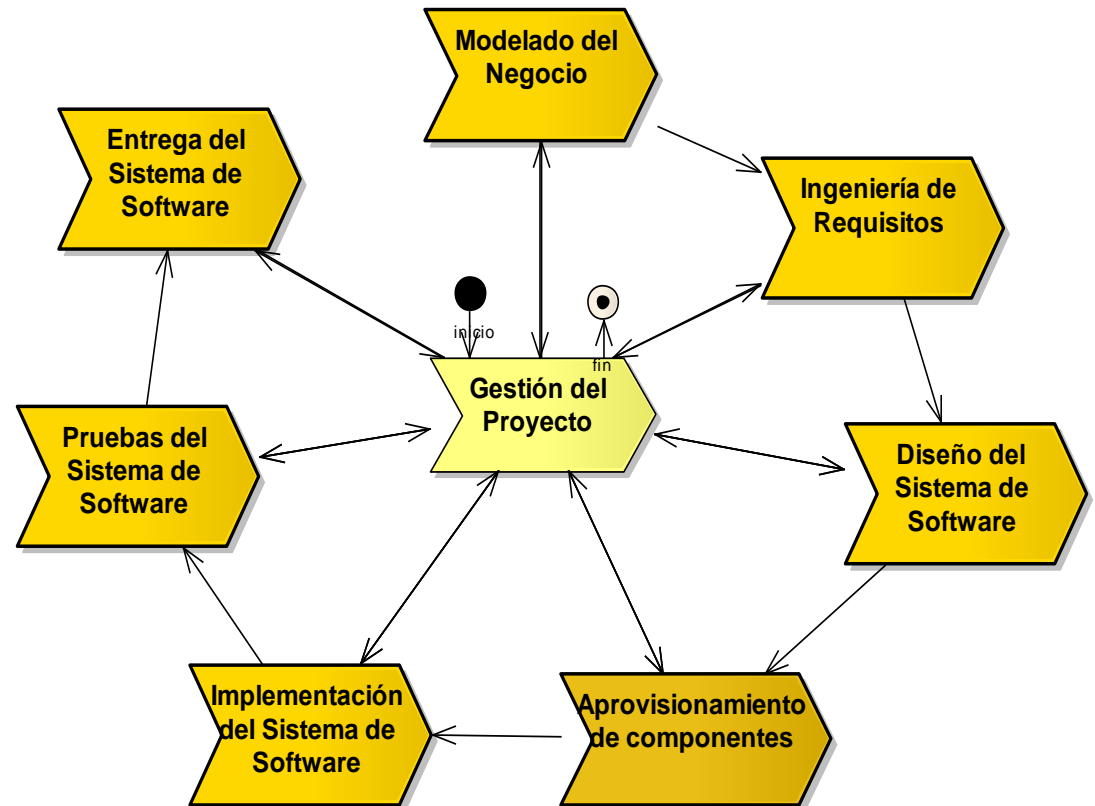 Modelado del
Negocio
Entrega del
Sistema de
Software
Ingeniería de
Requisitos
inicio
fin
Gestión del
Proyecto
Pruebas del
Sistema de
Software
Diseño del
Sistema de
Software
Implementación
del Sistema de
Software
Aprovisionamiento
de componentes